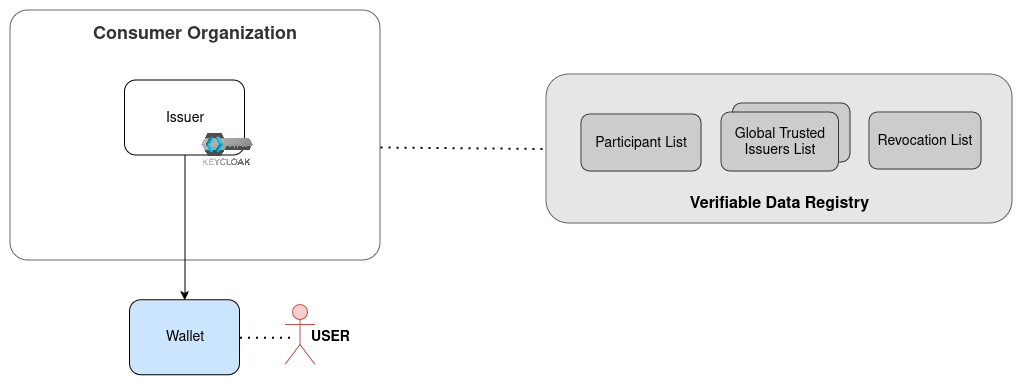 Consumer Organization
Issuer
KEYCLOAK
Participant List
Global Trusted
Issuers List
Revocation List
Verifiable Data Registry
Wallet
USER